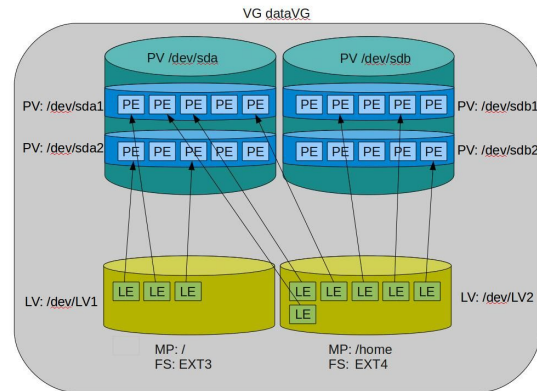 VG dataVG
PV /dev/sda
PV /dev/sdb
PV: /dev/sda1
PE PE PE PE PE
PE PE PE PE PE
PV: /dev/sdb1
PV: /dev/sda2
PE PE PE PE PE
PE PE PE PE PE
PV: /dev/sdb2
LV: /dev/LV1
LE LE LE
LE LE LE LE LE
LE
LV: /dev/LV2
MP: /
FS: EXT3
MP: /home
FS: EXT4